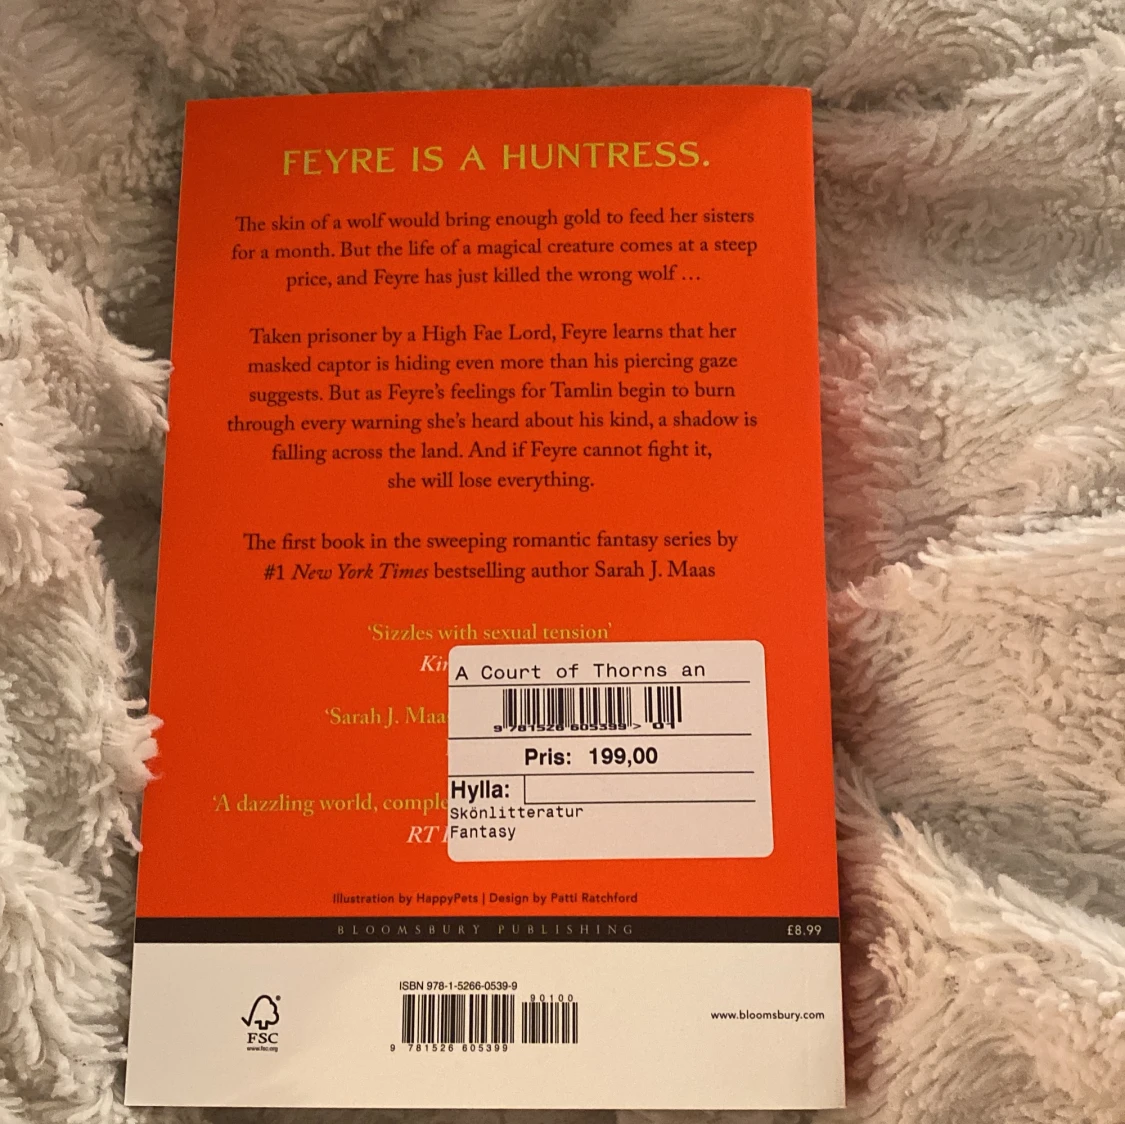 FEYRE IS A HUNTRESS.
The skin of a wolf would bring enough gold to feed her sisters
for a month. But the life of a magical creature comes at a steep
price, and Feyre has just killed the wrong wolf ...
Taken prisoner by a High Fae Lord, Feyre learns that her
masked captor is hiding even more than his piercing gaze
suggests. But as Feyre's feelings for Tamlin begin to burn
through every warning she's heard about his kind, a shadow is
falling across the land. And if Feyre cannot fight it,
she will lose everything.
The first book in the sweeping romantic fantasy series by
#1 New York Times bestselling author Sarah J. Maas
'Sizzles with sexual tension'
'Sarah J.
'A dazzling world,
RT
A Court of Thorns an
9 781526 605399 > 01
Pris: 199,00
Hylla:
Skönlitteratur
Fantasy
Illustration by HappyPets | Design by Patti Ratchford
BLOOMSBURY PUBLISHING
£8.99
ISBN 978-1-5266-0539-9
90100
9 781526 605399
FSC
www.fsc.org
www.bloomsbury.com